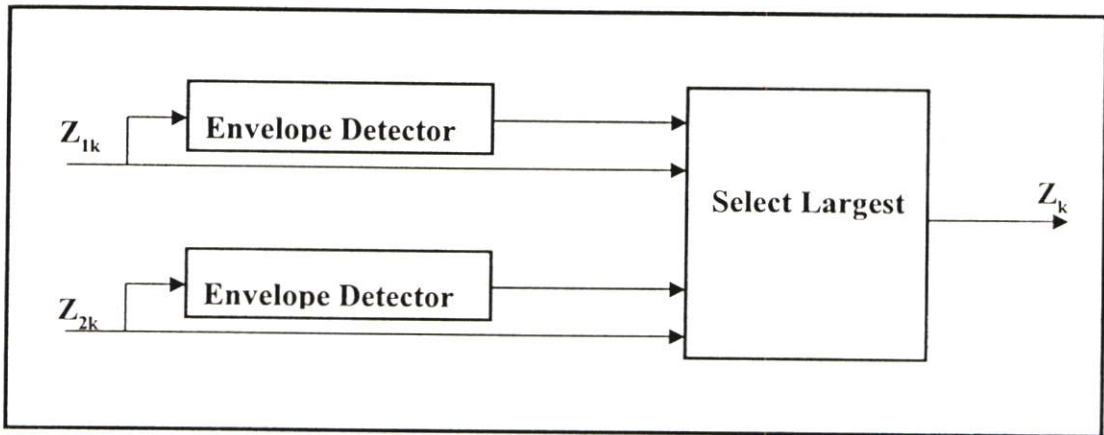 Envelope Detector
Z1k
Select Largest
Zk
Envelope Detector
Z2k